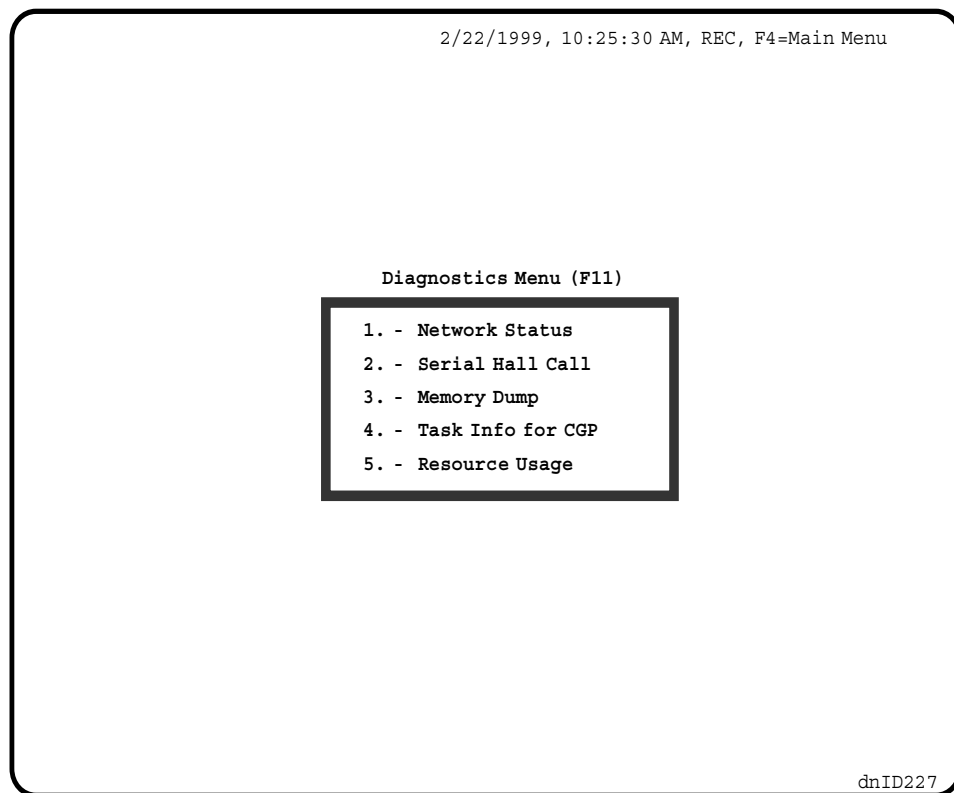 2/22/1999, 10:25:30 AM, REC, F4=Main Menu
Diagnostics Menu (F11)
1. - Network Status
2. - Serial Hall Call
3. - Memory Dump
4. - Task Info for CGP
5. - Resource Usage
dnID227